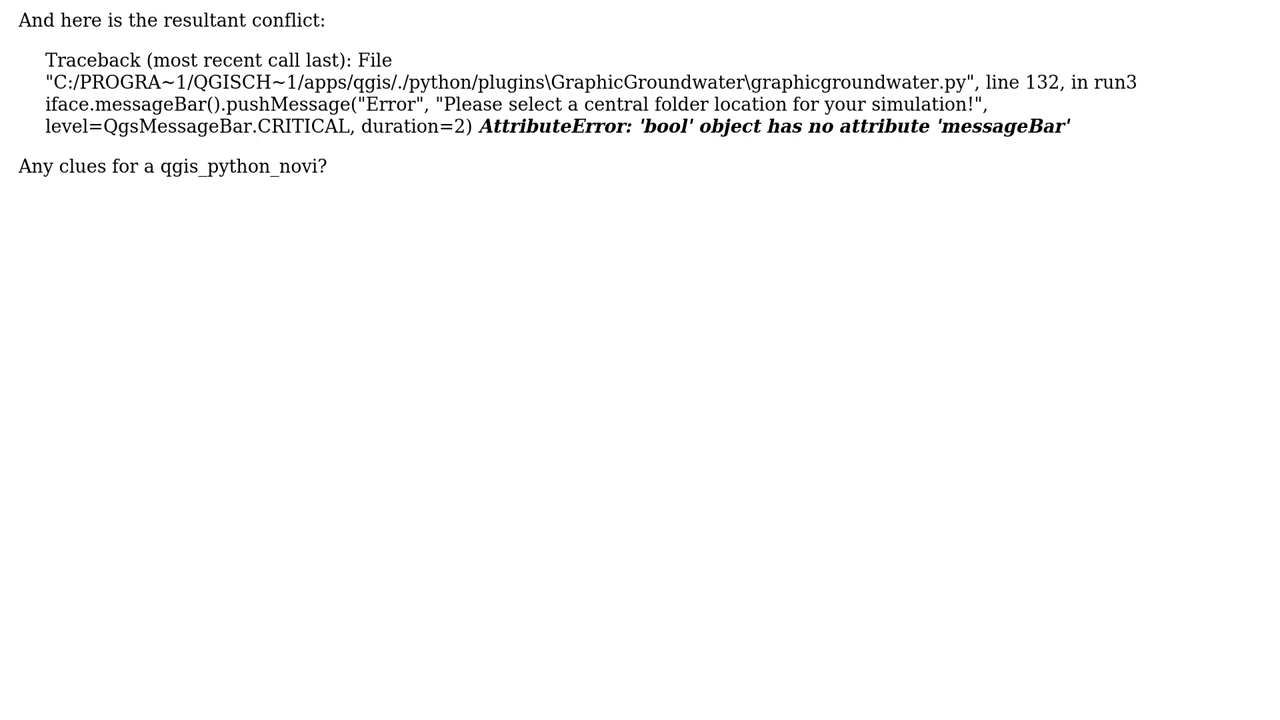 And here is the resultant conflict:
Traceback (most recent call last): File
"C:/PROGRA~1/QGISCH~1/apps/qgis/./python/plugins\GraphicGroundwater\graphicgroundwater.py", line 132, in run3
iface.messageBar().pushMessage("Error", "Please select a central folder location for your simulation!",
level=QgsMessageBar.CRITICAL, duration=2) AttributeError: 'bool' object has no attribute 'messageBar'
Any clues for a qgis_python_novi?